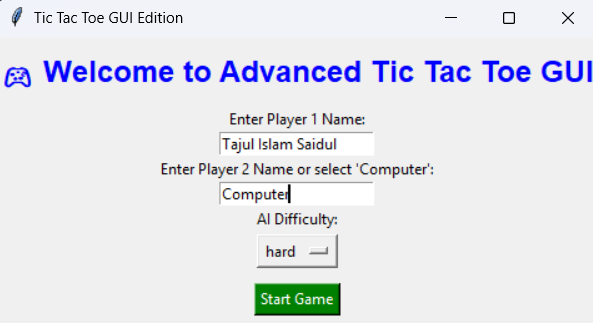 Tic Tac Toe GUI Edition
🎮 Welcome to Advanced Tic Tac Toe GUI
Enter Player 1 Name:
Tajul Islam Saidul
Enter Player 2 Name or select 'Computer':
Computer
AI Difficulty:
hard
Start Game